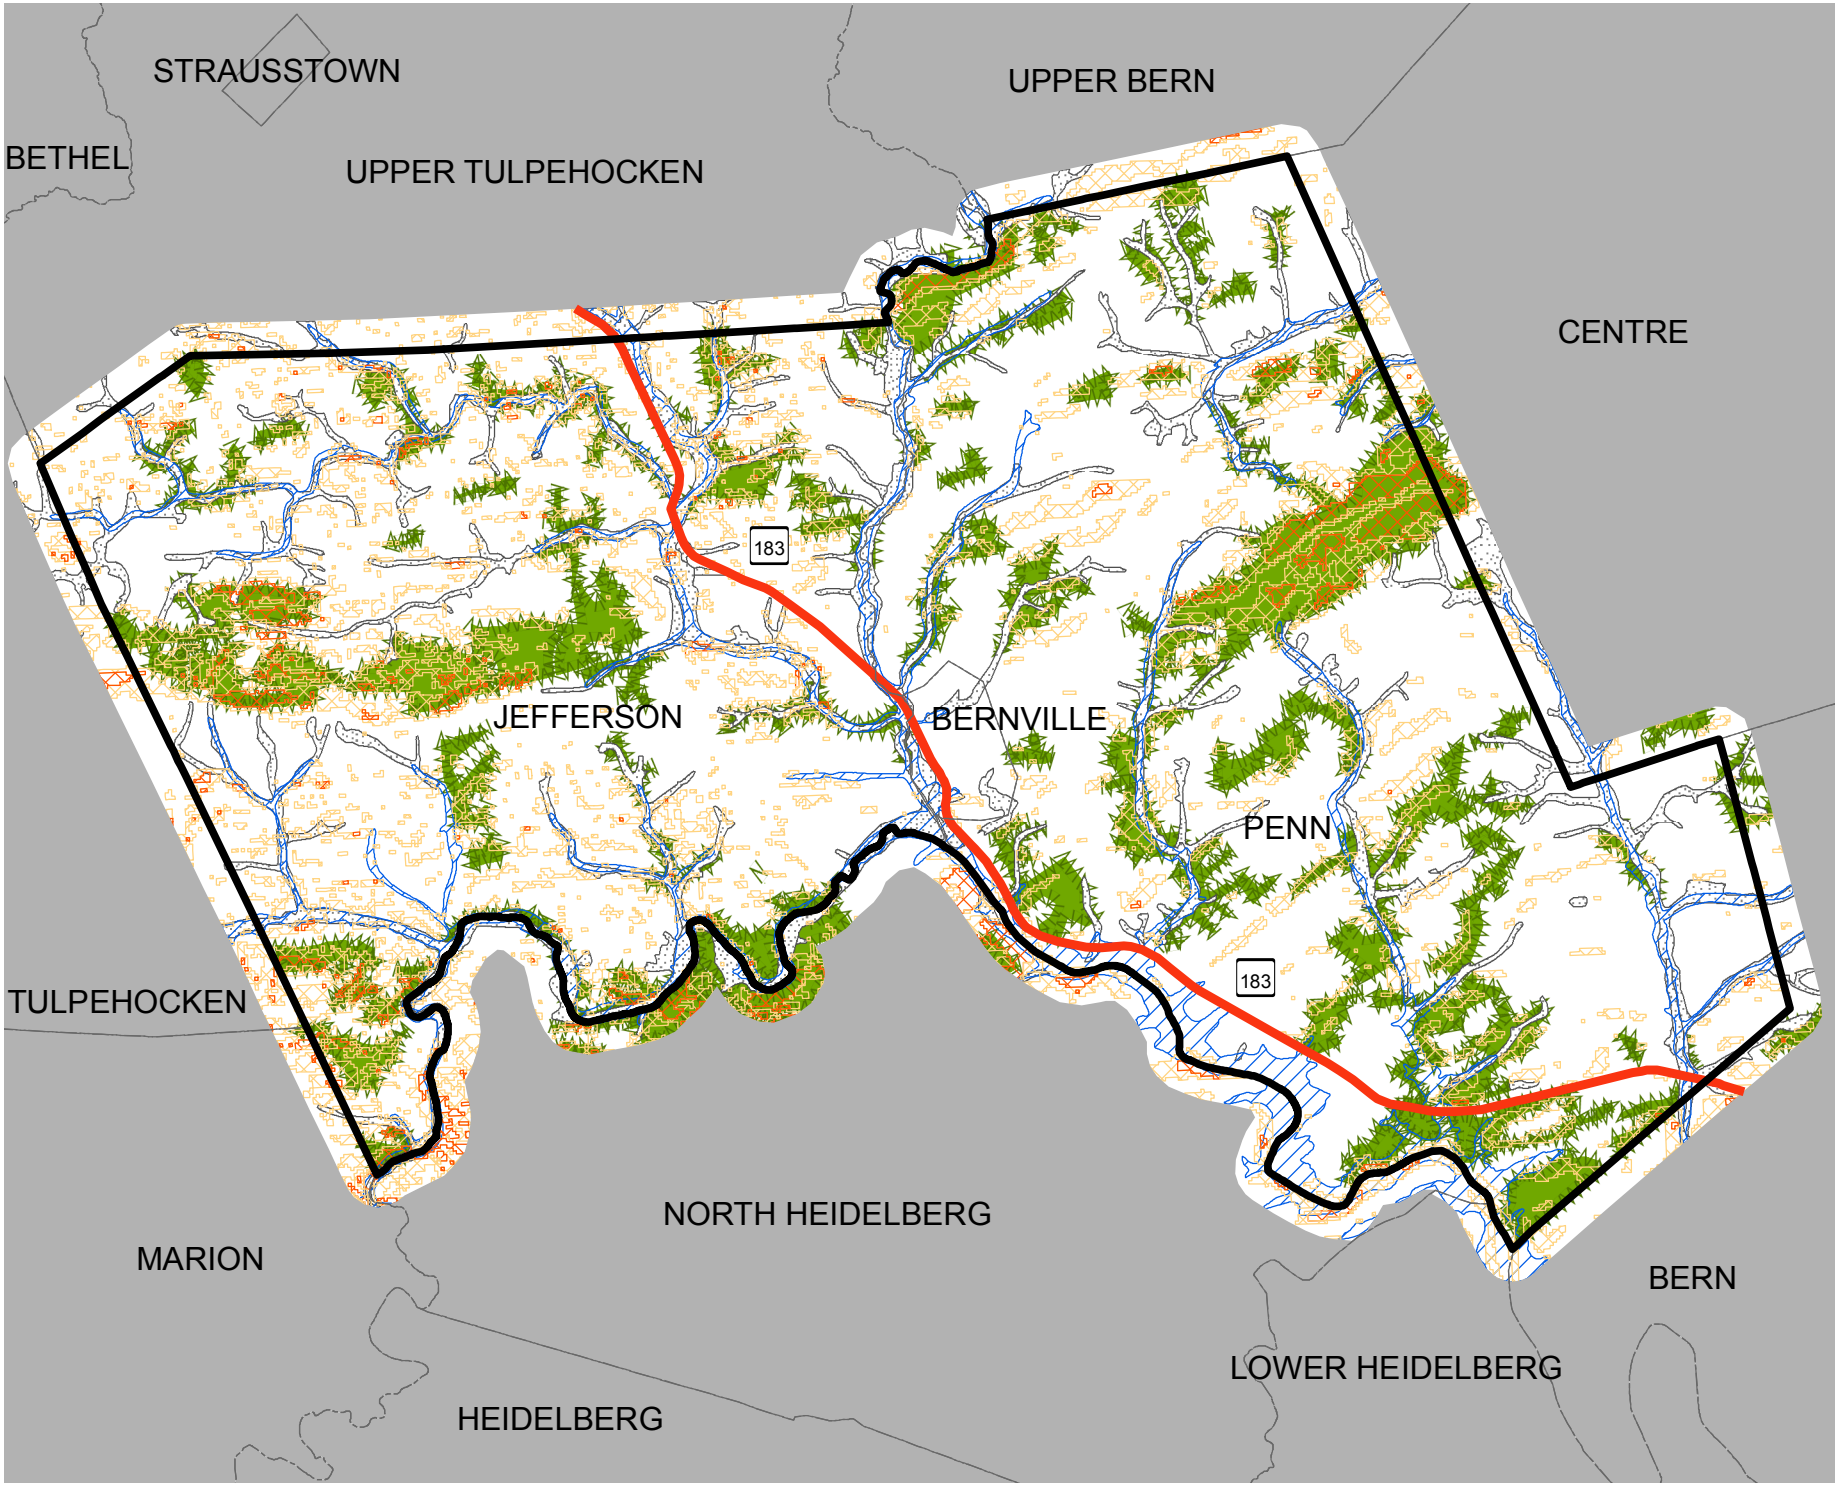 STRAUSSTOWN
UPPER BERN
BETHEL
UPPER TULPEHOCKEN
CENTRE
183
JEFFERSON
BERNVILLE
PENN
183
TULPEHOCKEN
NORTH HEIDELBERG
MARION
BERN
LOWER HEIDELBERG
HEIDELBERG